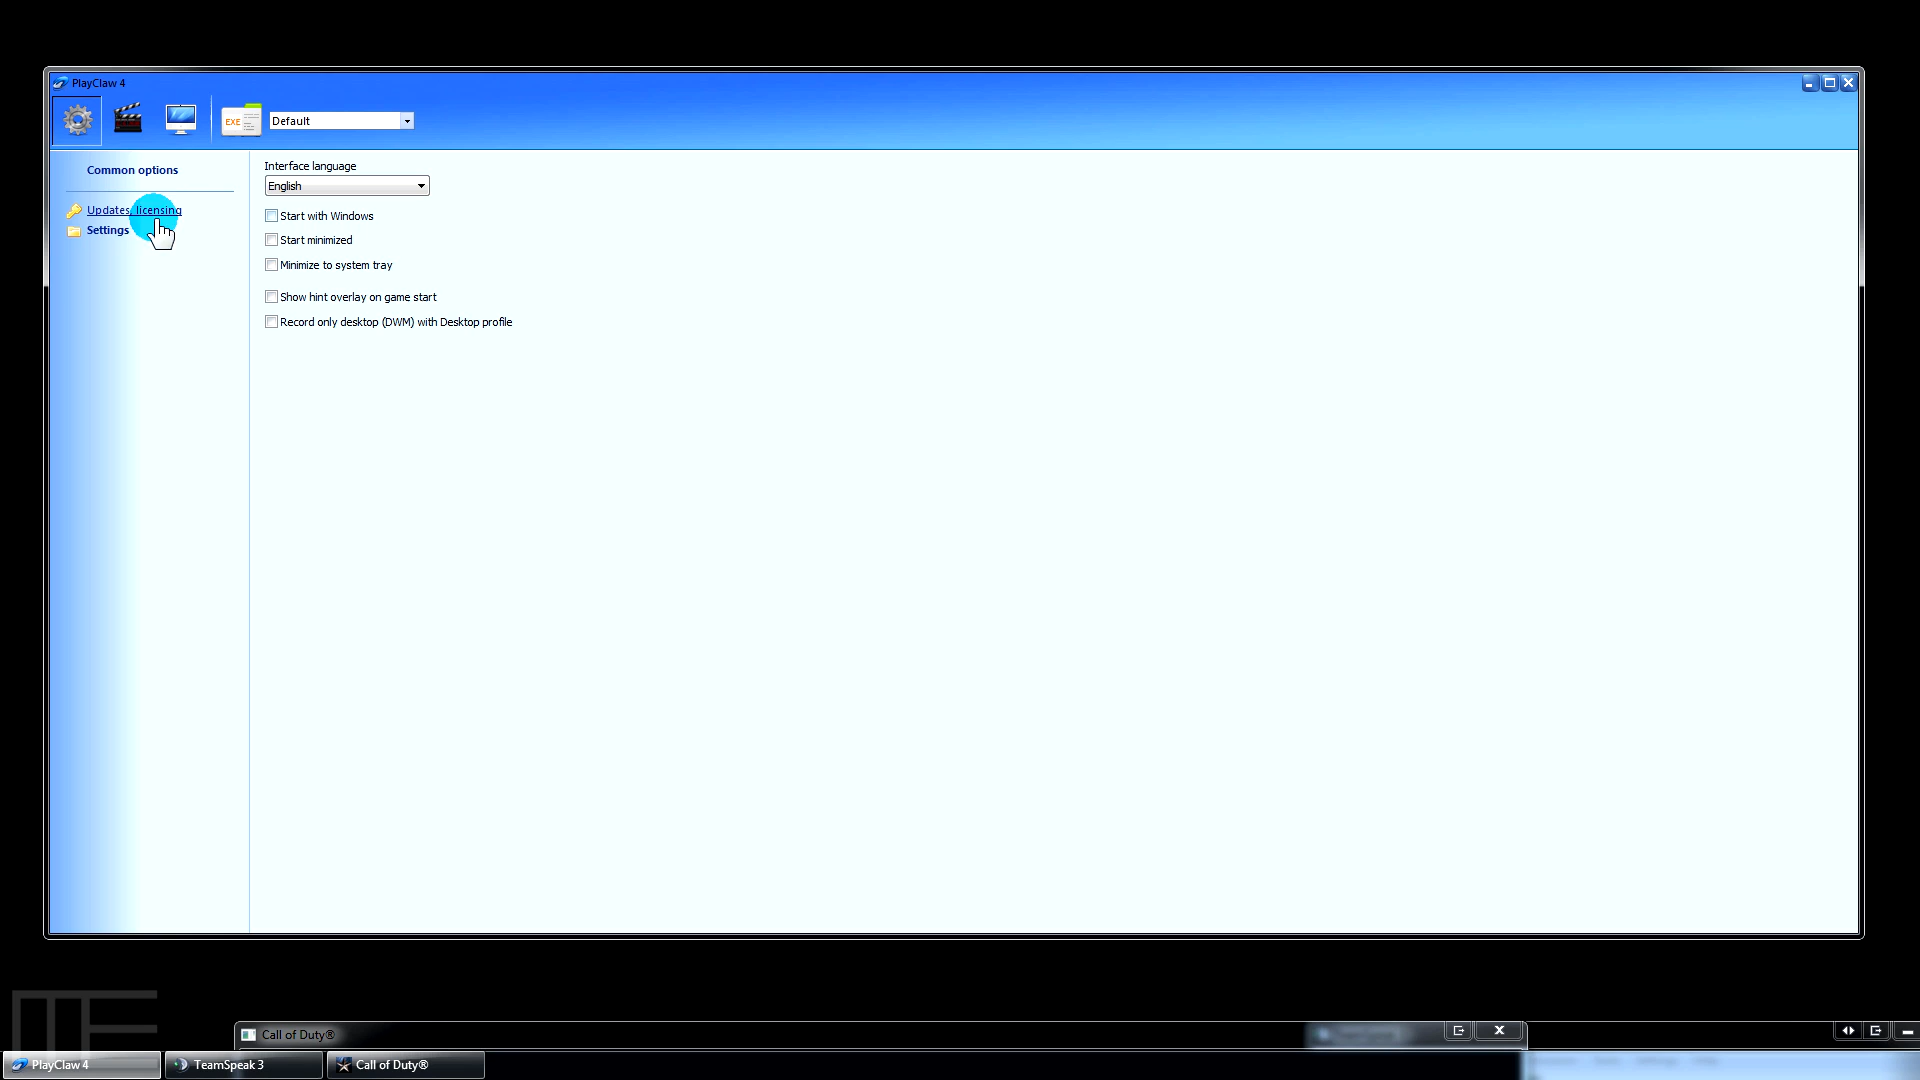 PlayClaw 4
EXE
Default
Common options
Updates, licensing
Settings
Interface language
English
Start with Windows
Start minimized
Minimize to system tray
Show hint overlay on game start
Record only desktop (DWM) with Desktop profile
Call of Duty®
PlayClaw 4
TeamSpeak 3
Call of Duty®